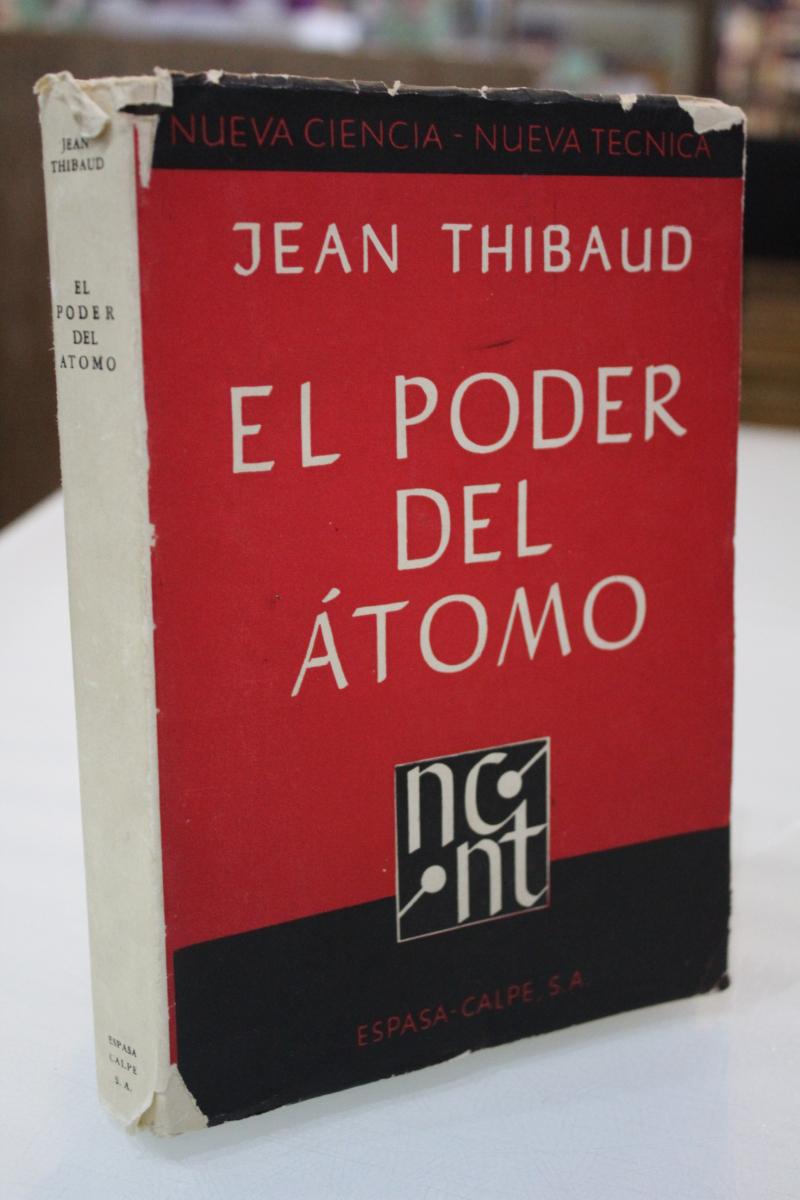 JEAN
THIBAUD
EL
PODER
DEL
ÁTOMO
ESPASA
CALPE
S. A.
NUEVA CIENCIA - NUEVA TECNICA
JEAN THIBAUD
EL PODER
DEL
ÁTOMO
nc
nt
ESPASA-CALPE, S. A.